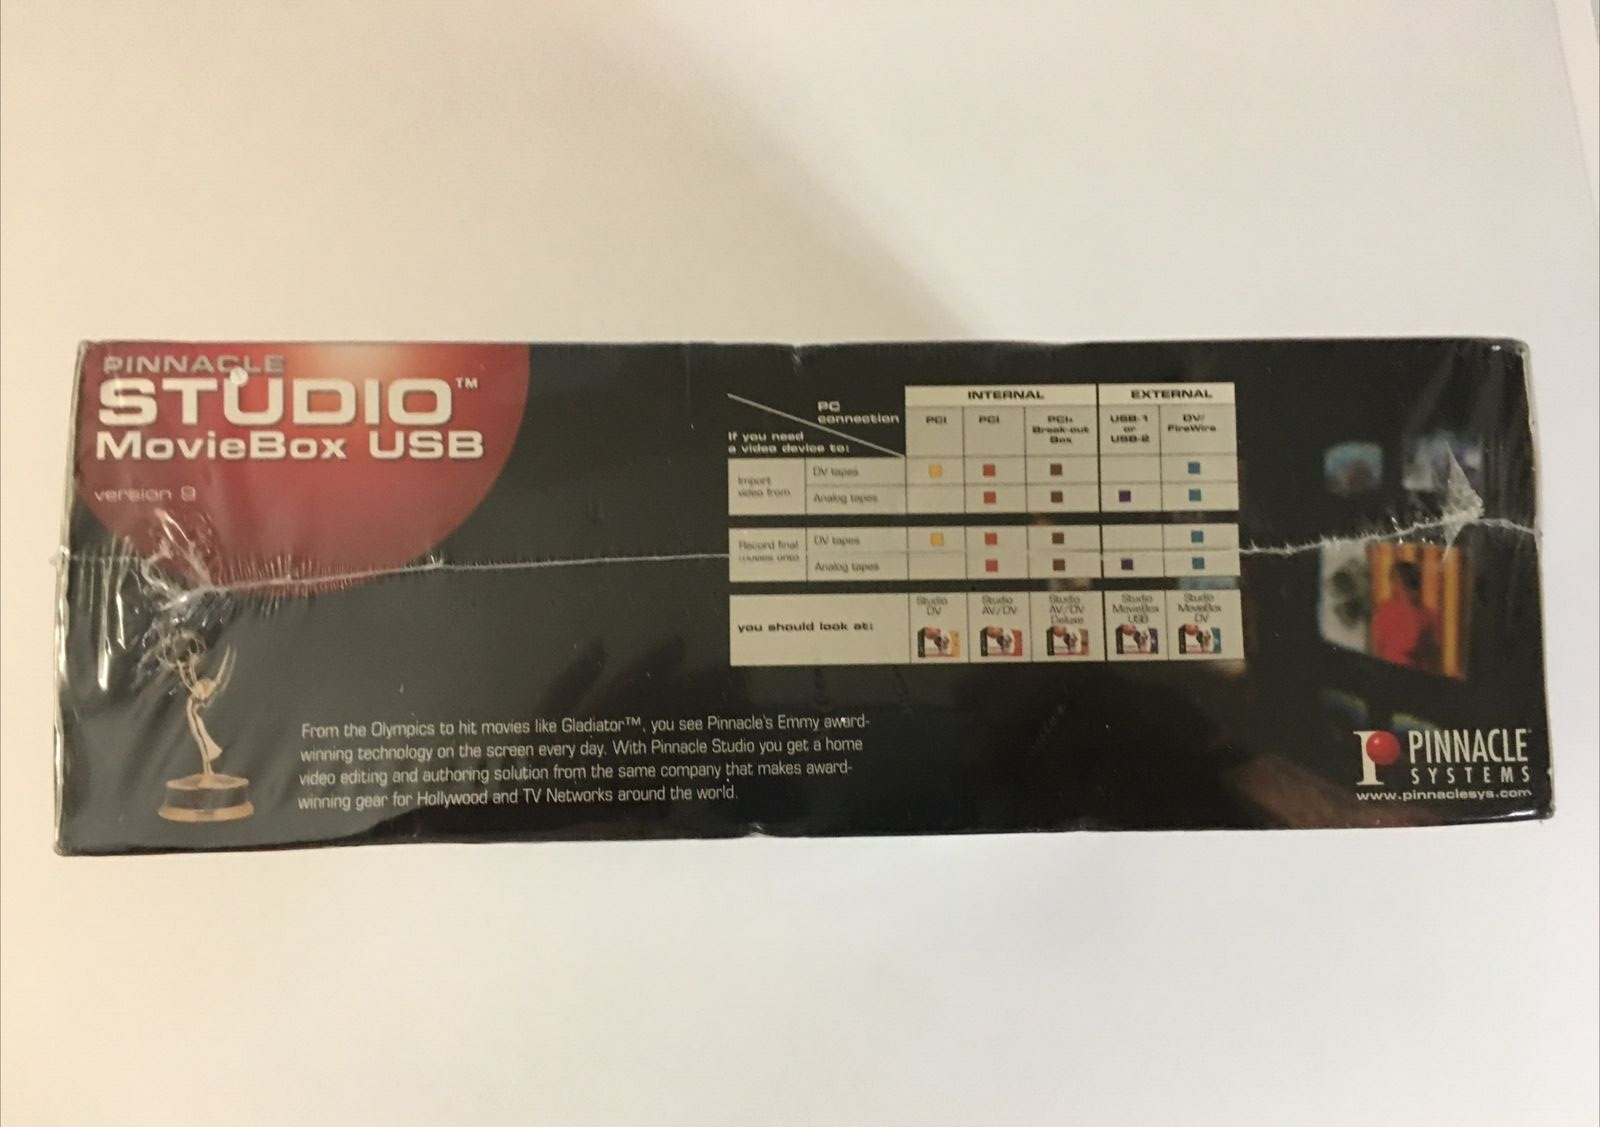 PINNACLE
STUDIO™
MovieBox USB
version 9
PC
connection
If you need
a video device to:
INTERNAL
EXTERNAL
PCI
PCI
PCI+
Break-out
Box
USB-1
or
USB-2
DV/
FireWire
Import
video from
DV tapes
Analog tapes
Record final
movies onto
DV tapes
Analog tapes
you should look at:
Studio
DV
Studio
AV/DV
Studio
AV/DV
Deluxe
Studio
MovieBox
USB
Studio
MovieBox
DV
From the Olympics to hit movies like Gladiator™, you see Pinnacle's Emmy award-
winning technology on the screen every day. With Pinnacle Studio you get a home
video editing and authoring solution from the same company that makes award-
winning gear for Hollywood and TV Networks around the world.
PINNACLE
SYSTEMS
www.pinnaclesys.com